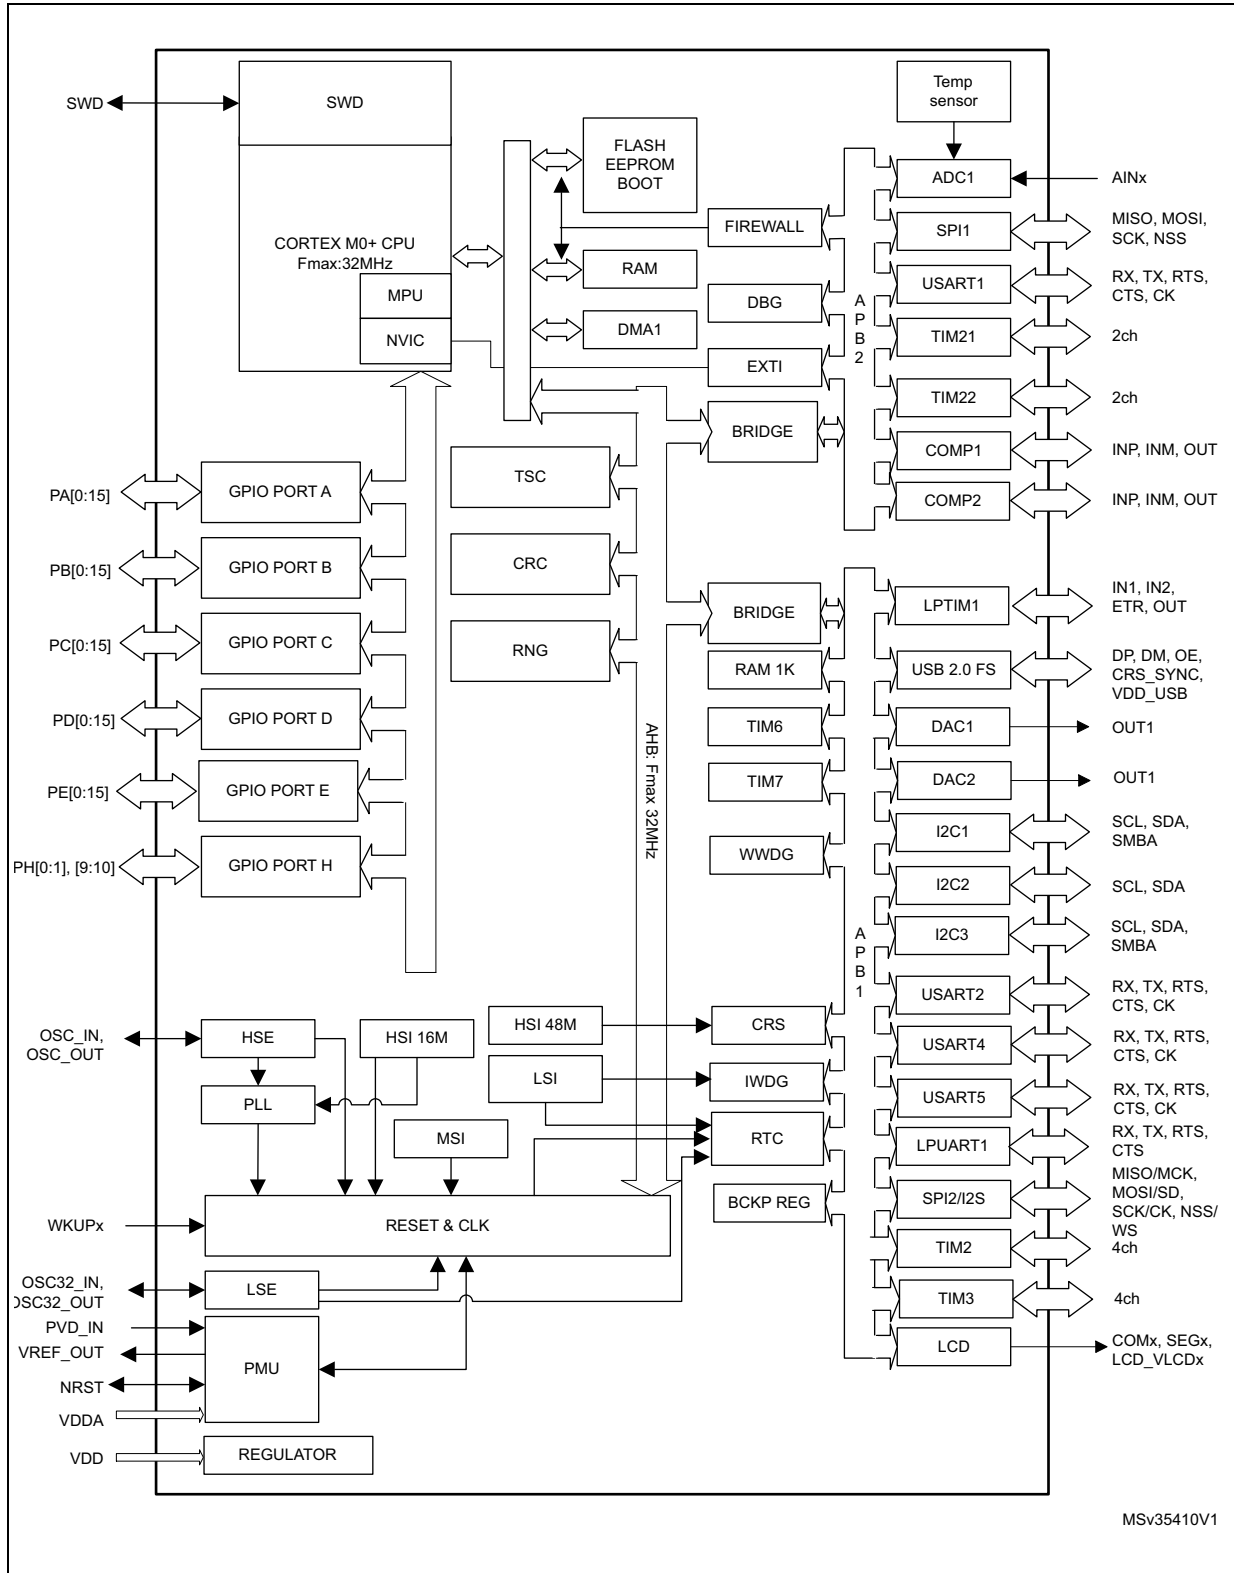 Temp
sensor
SWD
SWD
FLASH
EEPROM
BOOT
ADC1
AINx
FIREWALL
SPI1
MISO, MOSI,
SCK, NSS
CORTEX M0+ CPU
Fmax:32MHz
RAM
USART1
RX, TX, RTS,
CTS, CK
MPU
DBG
APB2
NVIC
DMA1
TIM21
2ch
EXTI
TIM22
2ch
BRIDGE
COMP1
INP, INM, OUT
TSC
COMP2
INP, INM, OUT
PA[0:15]
GPIO PORT A
PB[0:15]
GPIO PORT B
CRC
BRIDGE
LPTIM1
IN1, IN2,
ETR, OUT
PC[0:15]
GPIO PORT C
RNG
RAM 1K
USB 2.0 FS
DP, DM, OE,
CRS_SYNC,
VDD_USB
PD[0:15]
GPIO PORT D
AHB: Fmax 32MHz
TIM6
DAC1
OUT1
PE[0:15]
GPIO PORT E
TIM7
DAC2
OUT1
PH[0:1], [9:10]
GPIO PORT H
WWDG
I2C1
SCL, SDA,
SMBA
I2C2
SCL, SDA
APB1
I2C3
SCL, SDA,
SMBA
USART2
RX, TX, RTS,
CTS, CK
OSC_IN,
OSC_OUT
HSE
HSI 16M
HSI 48M
CRS
USART4
RX, TX, RTS,
CTS, CK
PLL
LSI
IWDG
USART5
RX, TX, RTS,
CTS, CK
MSI
RTC
LPUART1
RX, TX, RTS,
CTS
BCKP REG
SPI2/I2S
MISO/MCK,
MOSI/SD,
SCK/CK, NSS/
WS
WKUPx
RESET & CLK
TIM2
4ch
OSC32_IN,
OSC32_OUT
LSE
TIM3
4ch
PVD_IN
VREF_OUT
NRST
VDDA
PMU
LCD
COMx, SEGx,
LCD_VLCDx
VDD
REGULATOR
MSv35410V1